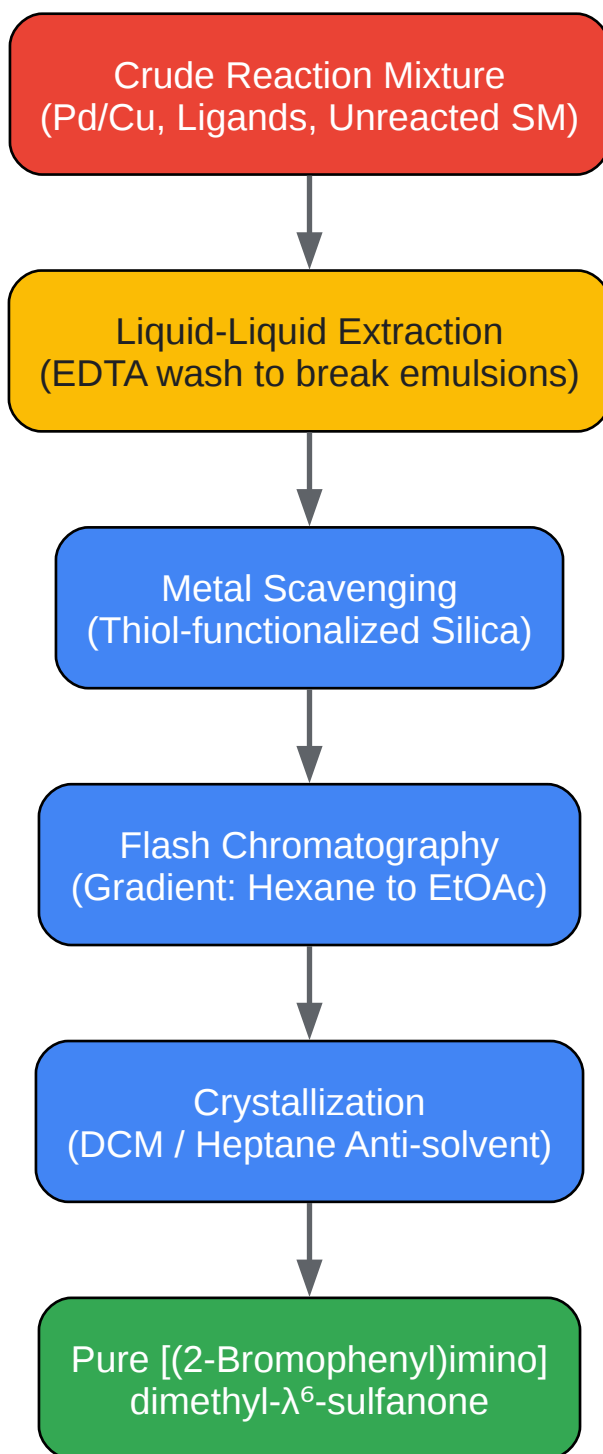 Crude Reaction Mixture
(Pd/Cu, Ligands, Unreacted SM)
Liquid-Liquid Extraction
(EDTA wash to break emulsions)
Metal Scavenging
(Thiol-functionalized Silica)
Flash Chromatography
(Gradient: Hexane to EtOAc)
Crystallization
(DCM / Heptane Anti-solvent)
Pure [(2-Bromophenyl)imino]
dimethyl-λ⁶-sulfanone